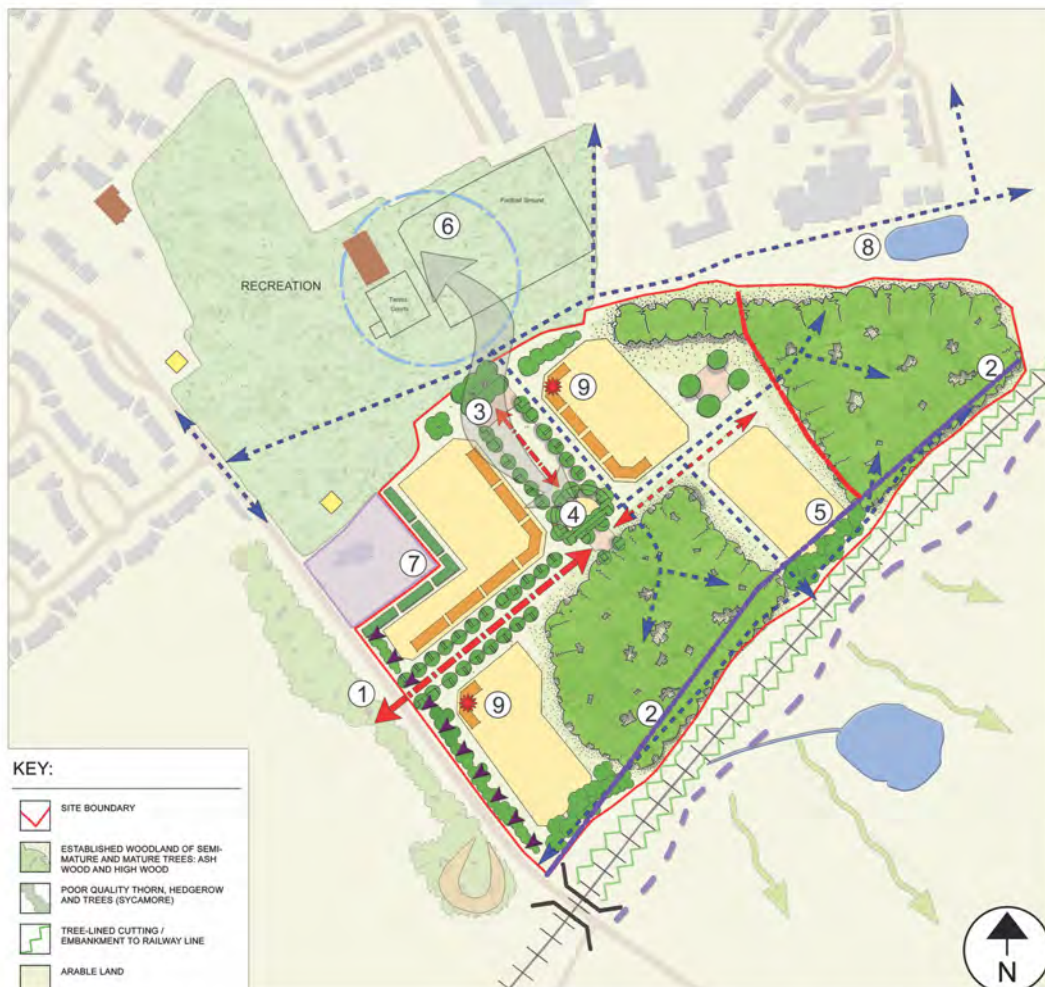 Football Ground
6
8
RECREATION
Tennis
Courts
2
9
3
4
5
7
1
9
2
KEY:
SITE BOUNDARY
ESTABLISHED WOODLAND OF SEMI-
MATURE AND MATURE TREES: ASH
WOOD AND HIGH WOOD
POOR QUALITY THORN, HEDGEROW
AND TREES (SYCAMORE)
TREE-LINED CUTTING /
EMBANKMENT TO RAILWAY LINE
ARABLE LAND
N